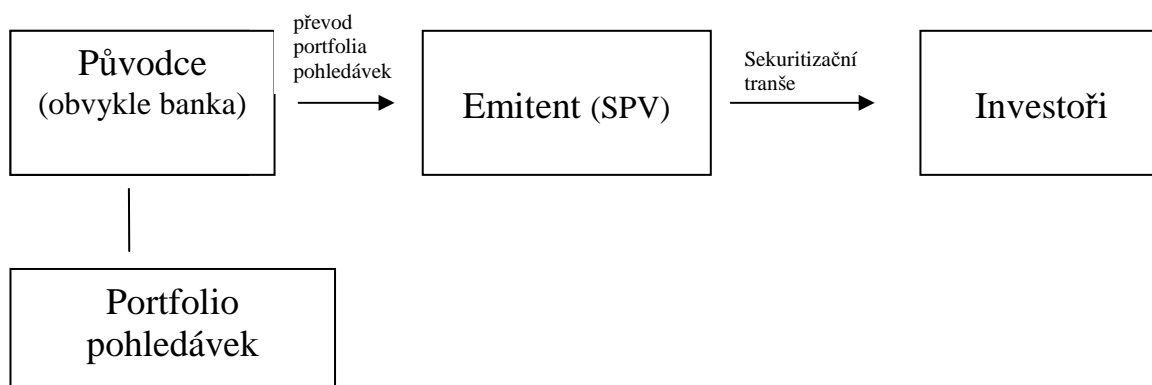 Původce
(obvykle banka)
převod
portfolia
pohledávek
Emitent (SPV)
Sekuritizační
tranše
Investoři
Portfolio
pohledávek